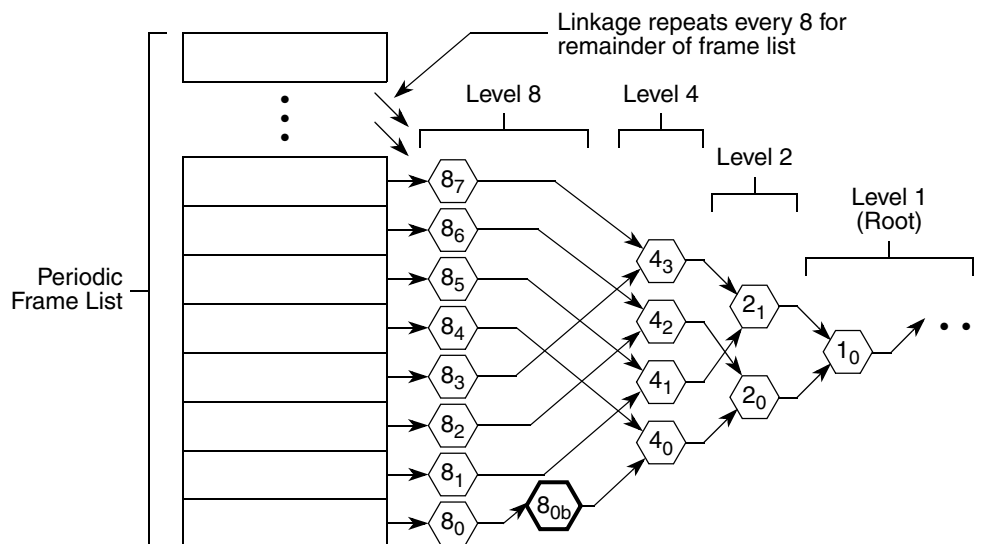 Linkage repeats every 8 for
remainder of frame list
Level 8
Level 4
Level 2
Level 1
(Root)
Periodic
Frame List
8₇
8₆
8₅
8₄
8₃
8₂
8₁
8₀
8₀b
4₃
4₂
4₁
4₀
2₁
2₀
1₀